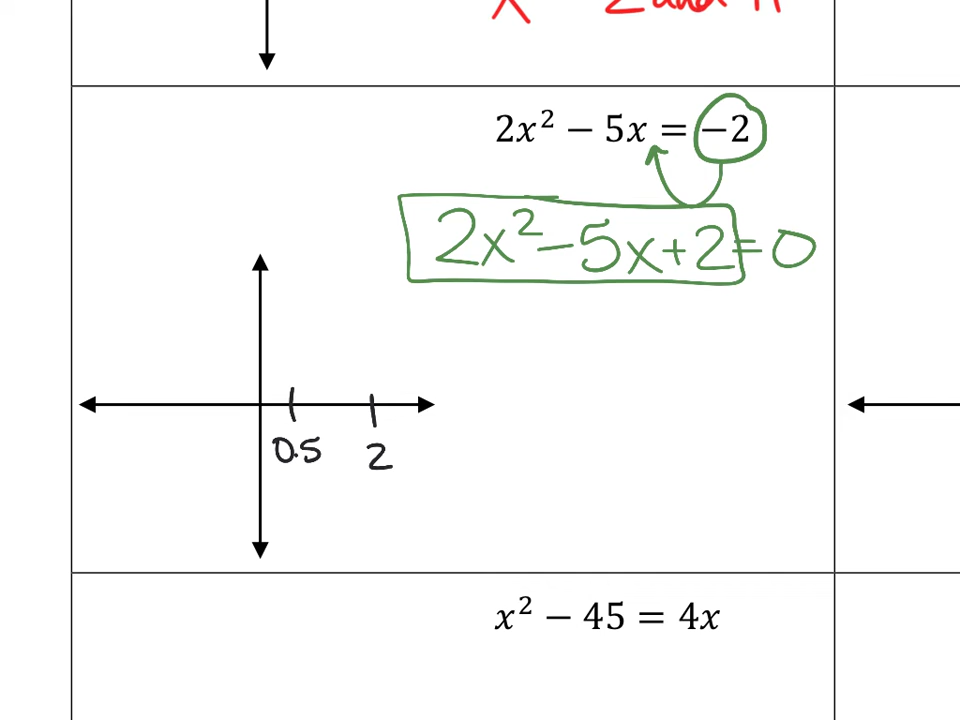 2x² − 5x = −2
2x² − 5x + 2 = 0
0.5 2
x² − 45 = 4x